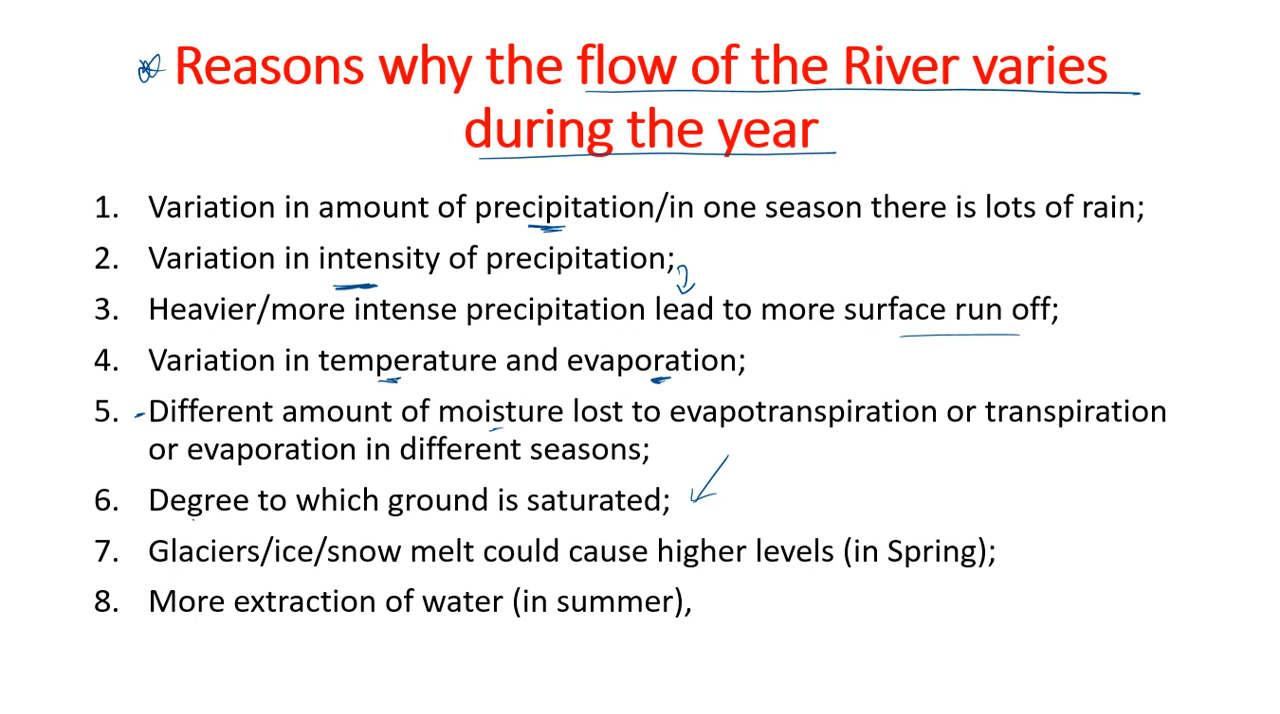 Reasons why the flow of the River varies
during the year
1. Variation in amount of precipitation/in one season there is lots of rain;
2. Variation in intensity of precipitation;
3. Heavier/more intense precipitation lead to more surface run off;
4. Variation in temperature and evaporation;
5. Different amount of moisture lost to evapotranspiration or transpiration
or evaporation in different seasons;
6. Degree to which ground is saturated;
7. Glaciers/ice/snow melt could cause higher levels (in Spring);
8. More extraction of water (in summer),